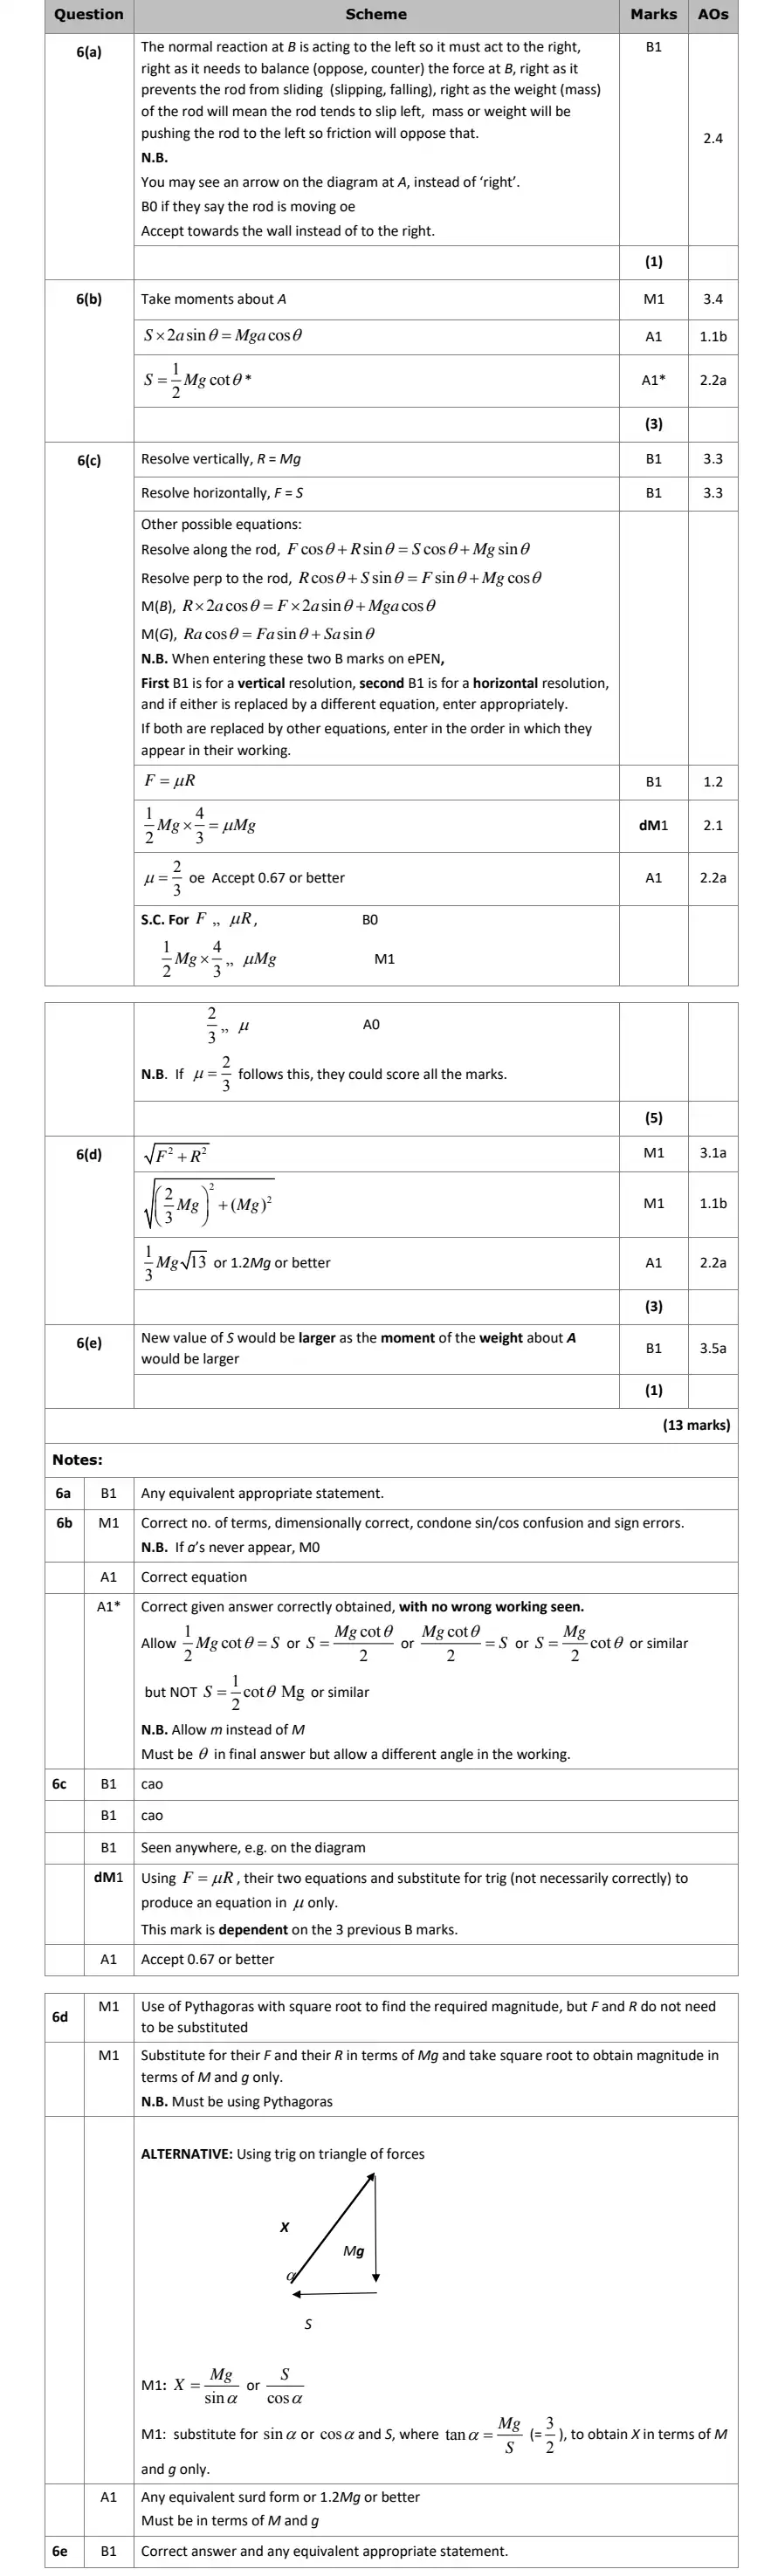 Question Scheme Marks AOs
6(a) The normal reaction at B is acting to the left so it must act to the right, B1
right as it needs to balance (oppose, counter) the force at B, right as it
prevents the rod from sliding (slipping, falling), right as the weight (mass)
of the rod will mean the rod tends to slip left, mass or weight will be
pushing the rod to the left so friction will oppose that. 2.4
N.B.
You may see an arrow on the diagram at A, instead of ‘right’.
B0 if they say the rod is moving oe
Accept towards the wall instead of to the right.
(1)
6(b) Take moments about A M1 3.4
S × 2a sin θ = Mga cos θ A1 1.1b
S = 1/2 Mg cot θ * A1* 2.2a
(3)
6(c) Resolve vertically, R = Mg B1 3.3
Resolve horizontally, F = S B1 3.3
Other possible equations:
Resolve along the rod, F cos θ + R sin θ = S cos θ + Mg sin θ
Resolve perp to the rod, R cos θ + S sin θ = F sin θ + Mg cos θ
M(B), R × 2a cos θ = F × 2a sin θ + Mga cos θ
M(G), Ra cos θ = Fa sin θ + Sa sin θ
N.B. When entering these two B marks on ePEN,
First B1 is for a vertical resolution, second B1 is for a horizontal resolution,
and if either is replaced by a different equation, enter appropriately.
If both are replaced by other equations, enter in the order in which they
appear in their working.
F = μR B1 1.2
1/2 Mg × 4/3 = μMg dM1 2.1
μ = 2/3 oe Accept 0.67 or better A1 2.2a
S.C. For F ,, μR, B0
1/2 Mg × 4/3 ,, μMg M1
2/3 ,, μ A0
N.B. If μ = 2/3 follows this, they could score all the marks.
(5)
6(d) √(F² + R²) M1 3.1a
√((2/3 Mg)² + (Mg)²) M1 1.1b
1/3 Mg√13 or 1.2Mg or better A1 2.2a
(3)
6(e) New value of S would be larger as the moment of the weight about A B1 3.5a
would be larger
(1)
(13 marks)
Notes:
6a B1 Any equivalent appropriate statement.
6b M1 Correct no. of terms, dimensionally correct, condone sin/cos confusion and sign errors.
N.B. If a’s never appear, M0
A1 Correct equation
A1* Correct given answer correctly obtained, with no wrong working seen.
Allow 1/2 Mg cot θ = S or S = Mg cot θ/2 or Mg cot θ/2 = S or S = Mg/2 cot θ or similar
but NOT S = 1/2 cot θ Mg or similar
N.B. Allow m instead of M
Must be θ in final answer but allow a different angle in the working.
6c B1 cao
B1 cao
B1 Seen anywhere, e.g. on the diagram
dM1 Using F = μR, their two equations and substitute for trig (not necessarily correctly) to
produce an equation in μ only.
This mark is dependent on the 3 previous B marks.
A1 Accept 0.67 or better
6d M1 Use of Pythagoras with square root to find the required magnitude, but F and R do not need
to be substituted
M1 Substitute for their F and their R in terms of Mg and take square root to obtain magnitude in
terms of M and g only.
N.B. Must be using Pythagoras
ALTERNATIVE: Using trig on triangle of forces
X
Mg
α
S
M1: X = Mg/sin α or S/cos α
M1: substitute for sin α or cos α and S, where tan α = Mg/S (= 3/2), to obtain X in terms of M
and g only.
A1 Any equivalent surd form or 1.2Mg or better
Must be in terms of M and g
6e B1 Correct answer and any equivalent appropriate statement.